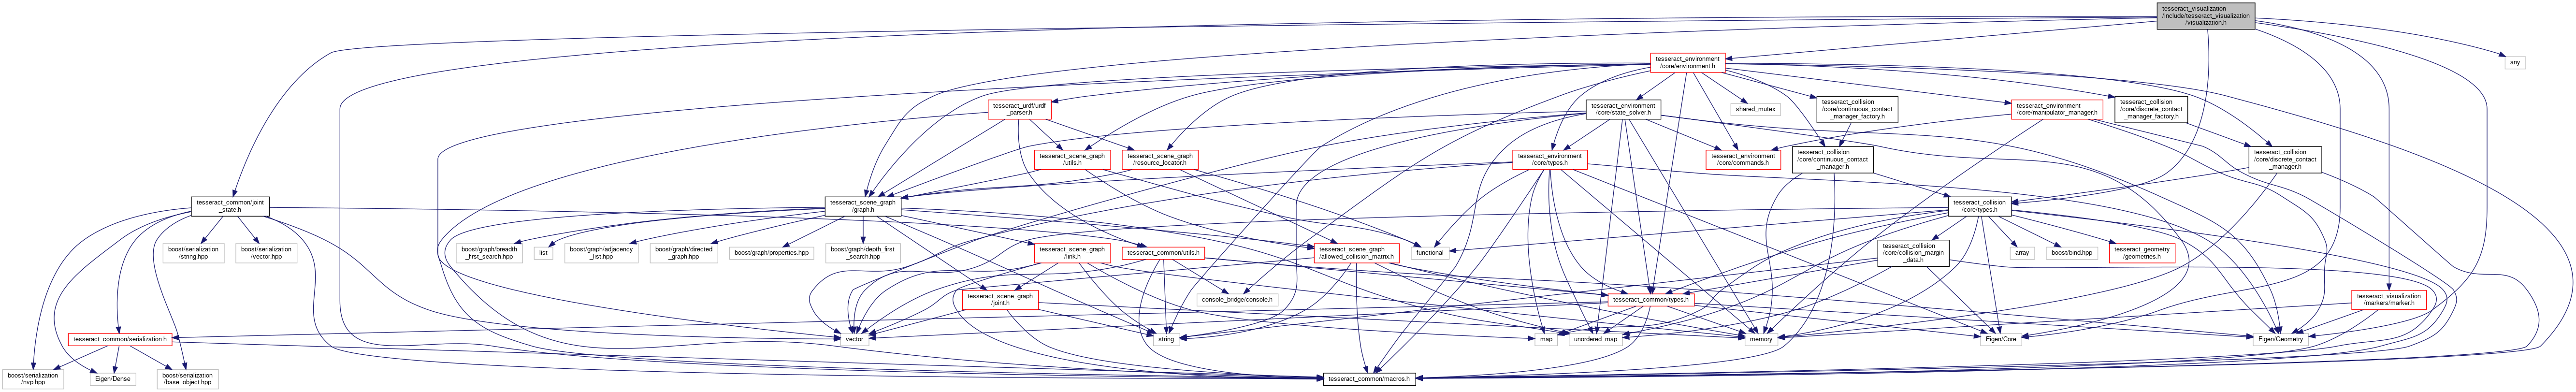 tesseract_visualization
/include/tesseract_visualization
/visualization.h
tesseract_environment
/core/environment.h
any
tesseract_urdf/urdf
_parser.h
tesseract_environment
/core/state_solver.h
shared_mutex
tesseract_collision
/core/continuous_contact
_manager_factory.h
tesseract_environment
/core/manipulator_manager.h
tesseract_collision
/core/discrete_contact
_manager_factory.h
tesseract_scene_graph
/utils.h
tesseract_scene_graph
/resource_locator.h
tesseract_environment
/core/types.h
tesseract_environment
/core/commands.h
tesseract_collision
/core/continuous_contact
_manager.h
tesseract_collision
/core/discrete_contact
_manager.h
tesseract_common/joint
_state.h
tesseract_scene_graph
/graph.h
tesseract_collision
/core/types.h
boost/serialization
/string.hpp
boost/serialization
/vector.hpp
boost/graph/breadth
_first_search.hpp
list
boost/graph/adjacency
_list.hpp
boost/graph/directed
_graph.hpp
boost/graph/properties.hpp
boost/graph/depth_first
_search.hpp
tesseract_scene_graph
/link.h
tesseract_common/utils.h
tesseract_scene_graph
/allowed_collision_matrix.h
functional
tesseract_collision
/core/collision_margin
_data.h
array
boost/bind.hpp
tesseract_geometry
/geometries.h
tesseract_scene_graph
/joint.h
console_bridge/console.h
tesseract_common/types.h
tesseract_visualization
/markers/marker.h
tesseract_common/serialization.h
vector
string
map
unordered_map
memory
Eigen/Core
Eigen/Geometry
boost/serialization
/nvp.hpp
Eigen/Dense
boost/serialization
/base_object.hpp
tesseract_common/macros.h